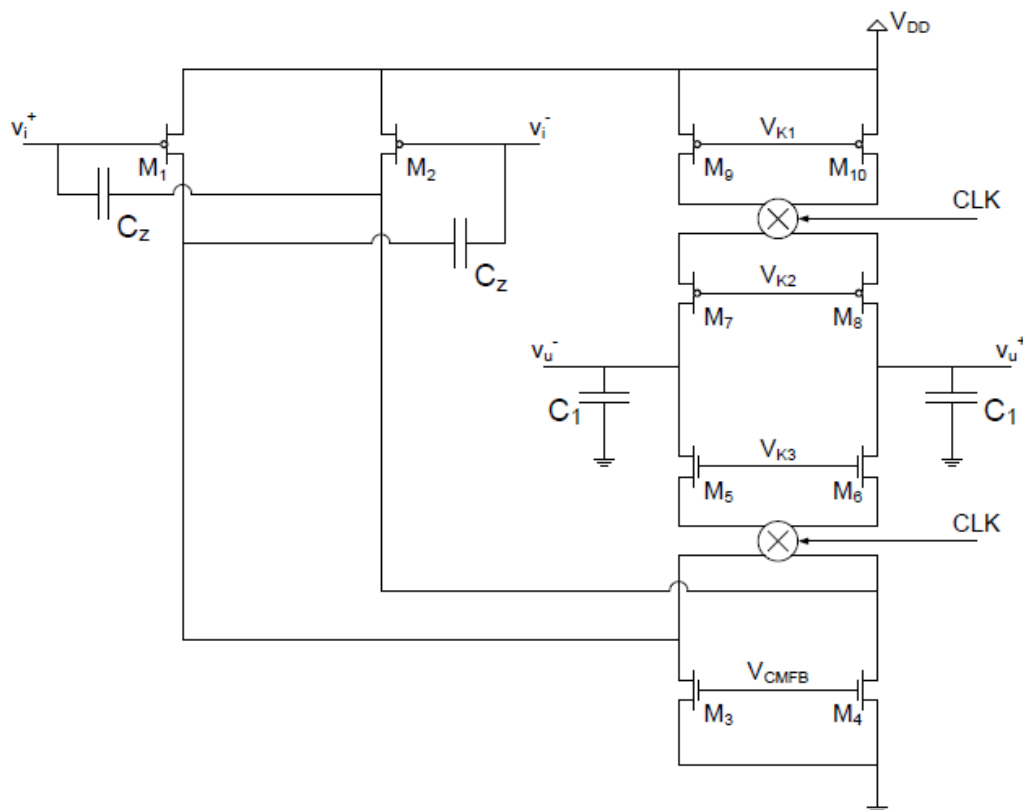 V_DD
v_i^+ v_i^- V_K1
M_1 M_2 M_9 M_10
CLK
C_z
C_z
V_K2
M_7 M_8
v_u^- v_u^+
C_1 C_1
V_K3
M_5 M_6
CLK
V_CMFB
M_3 M_4